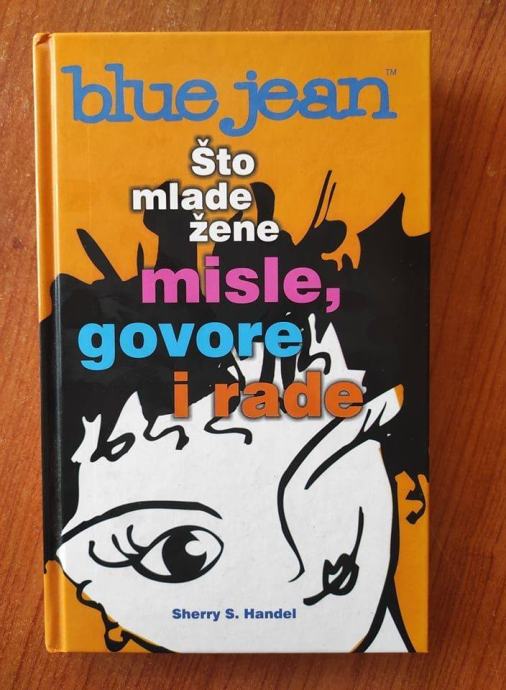 blue jean™
Što
mlade
žene
misle,
govore
i rade
Sherry S. Handel